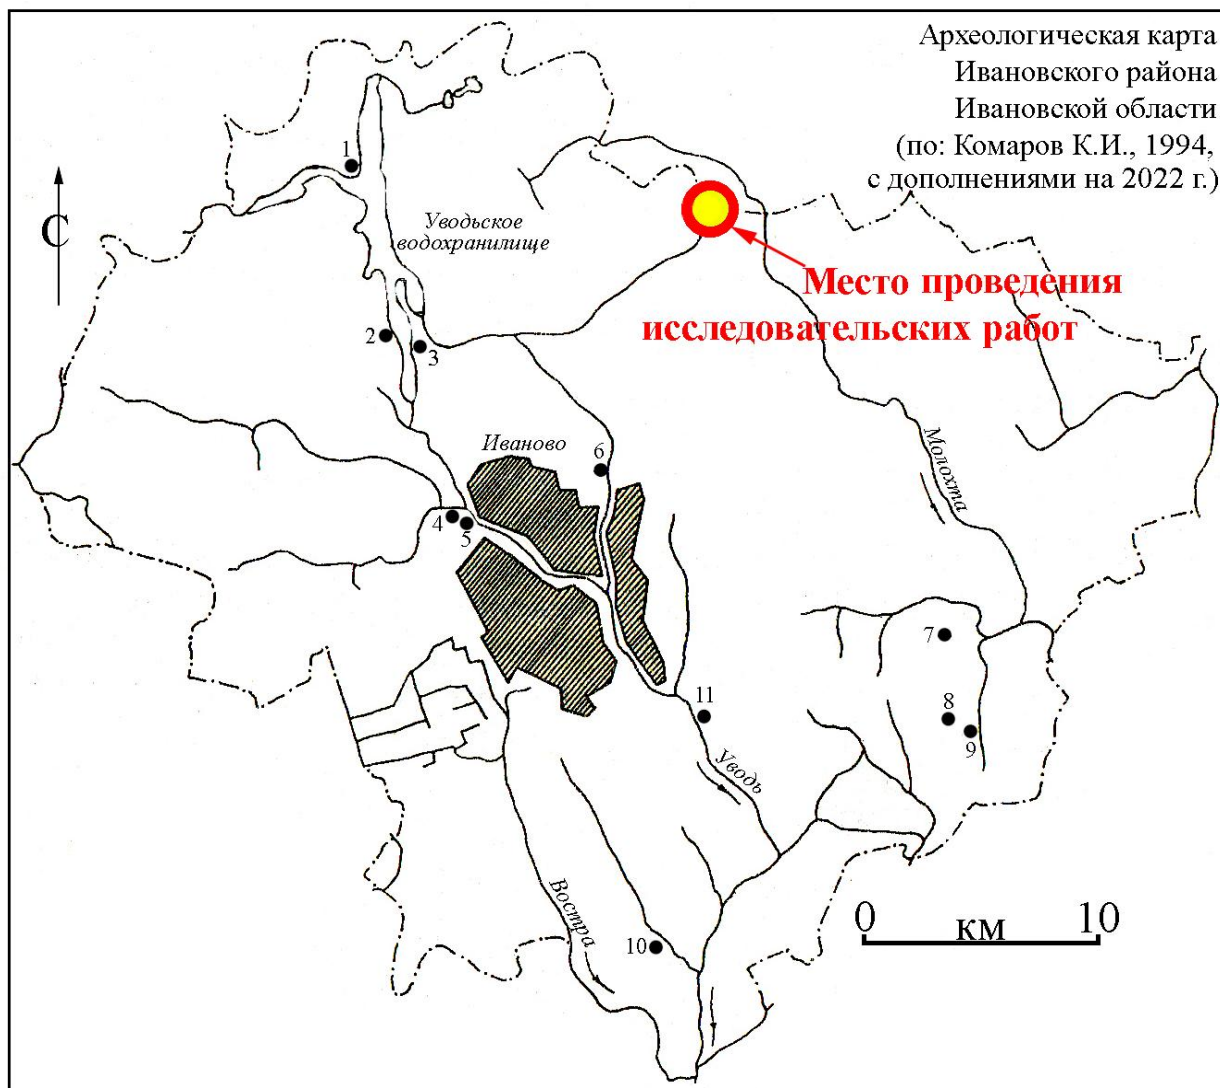 Археологическая карта
Ивановского района
Ивановской области
(по: Комаров К.И., 1994,
с дополнениями на 2022 г.)
1
С
Уводьское
водохранилище
Место проведения
исследовательских работ
2
3
Иваново
6
Молохта
4
5
7
11
8
9
Уводь
Востра
10
0
км
10